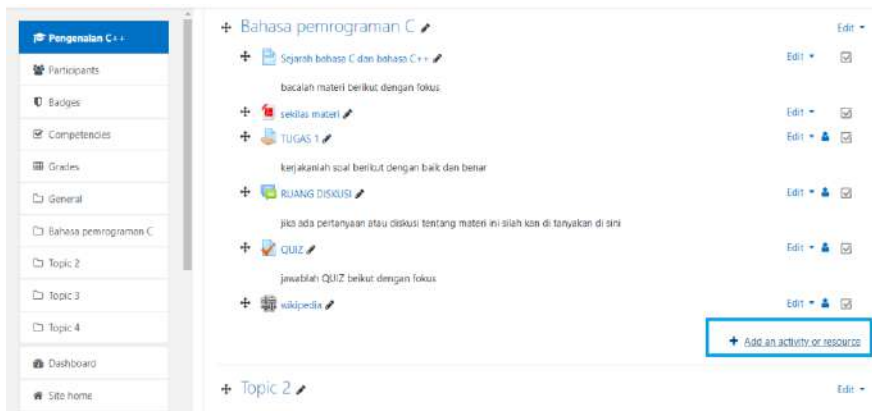 Pengenalan C++
Participants
Badges
Competencies
Grades
General
Bahasa pemrograman C
Topic 2
Topic 3
Topic 4
Dashboard
Site home
Bahasa pemrograman C
Edit
Sejarah bahasa C dan bahasa C++
Edit
bacalah materi berikut dengan fokus
sekilas materi
Edit
TUGAS 1
Edit
kerjakanlah soal berikut dengan baik dan benar
RUANG DISKUSI
Edit
jika ada pertanyaan atau diskusi tentang materi ini silah kan di tanyakan di sini
QUIZ
Edit
jawablah QUIZ beikut dengan fokus
wikipedia
Edit
Add an activity or resource
Topic 2
Edit